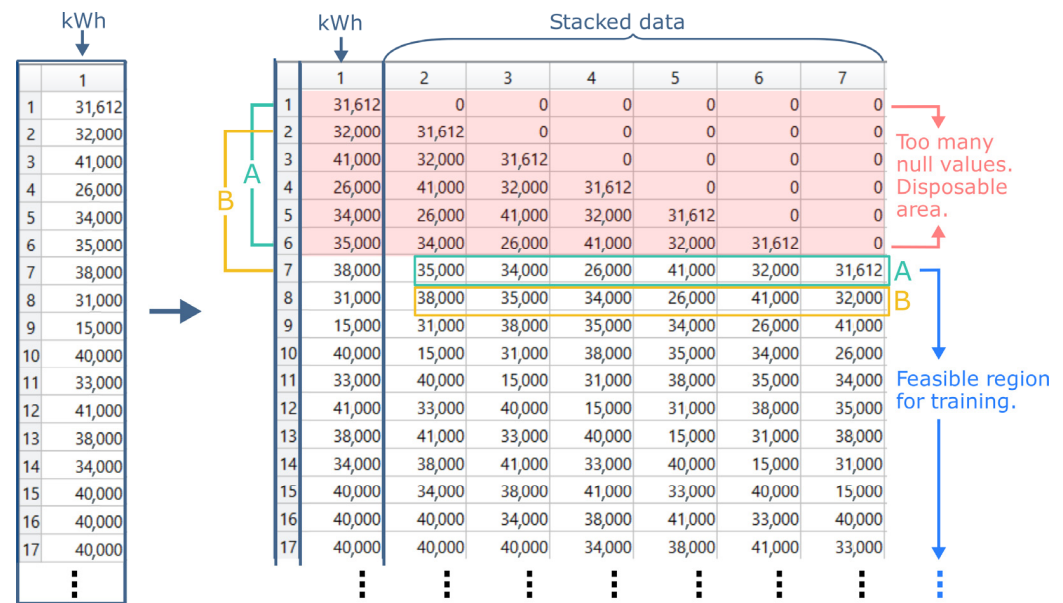 kWh
1
1 31,612
2 32,000
3 41,000
4 26,000
5 34,000
6 35,000
7 38,000
8 31,000
9 15,000
10 40,000
11 33,000
12 41,000
13 38,000
14 34,000
15 40,000
16 40,000
17 40,000
kWh Stacked data
1 2 3 4 5 6 7
1 31,612 0 0 0 0 0 0
2 32,000 31,612 0 0 0 0 0
3 41,000 32,000 31,612 0 0 0 0
4 26,000 41,000 32,000 31,612 0 0 0
5 34,000 26,000 41,000 32,000 31,612 0 0
6 35,000 34,000 26,000 41,000 32,000 31,612 0
7 38,000 35,000 34,000 26,000 41,000 32,000 31,612
8 31,000 38,000 35,000 34,000 26,000 41,000 32,000
9 15,000 31,000 38,000 35,000 34,000 26,000 41,000
10 40,000 15,000 31,000 38,000 35,000 34,000 26,000
11 33,000 40,000 15,000 31,000 38,000 35,000 34,000
12 41,000 33,000 40,000 15,000 31,000 38,000 35,000
13 38,000 41,000 33,000 40,000 15,000 31,000 38,000
14 34,000 38,000 41,000 33,000 40,000 15,000 31,000
15 40,000 34,000 38,000 41,000 33,000 40,000 15,000
16 40,000 40,000 34,000 38,000 41,000 33,000 40,000
17 40,000 40,000 40,000 34,000 38,000 41,000 33,000
A
B
Too many
null values.
Disposable
area.
A
B
Feasible region
for training.